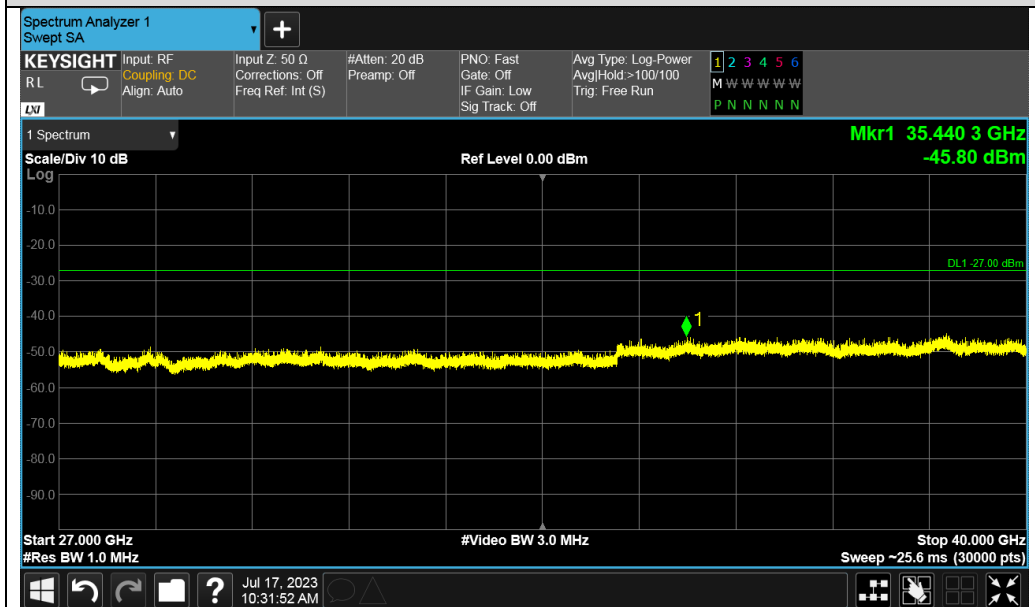 Spectrum Analyzer 1
Swept SA
+
KEYSIGHT
RL
LXI
Input: RF
Coupling: DC
Align: Auto
Input Z: 50 Ω
Corrections: Off
Freq Ref: Int (S)
#Atten: 20 dB
Preamp: Off
PNO: Fast
Gate: Off
IF Gain: Low
Sig Track: Off
Avg Type: Log-Power
Avg|Hold:>100/100
Trig: Free Run
1 2 3 4 5 6
M W W W W W
P N N N N N
1 Spectrum
Mkr1 35.440 3 GHz
Scale/Div 10 dB
Ref Level 0.00 dBm
-45.80 dBm
Log
-10.0
-20.0
DL1 -27.00 dBm
-30.0
-40.0
1
-50.0
-60.0
-70.0
-80.0
-90.0
Start 27.000 GHz
#Video BW 3.0 MHz
Stop 40.000 GHz
#Res BW 1.0 MHz
Sweep ~25.6 ms (30000 pts)
?
Jul 17, 2023
10:31:52 AM